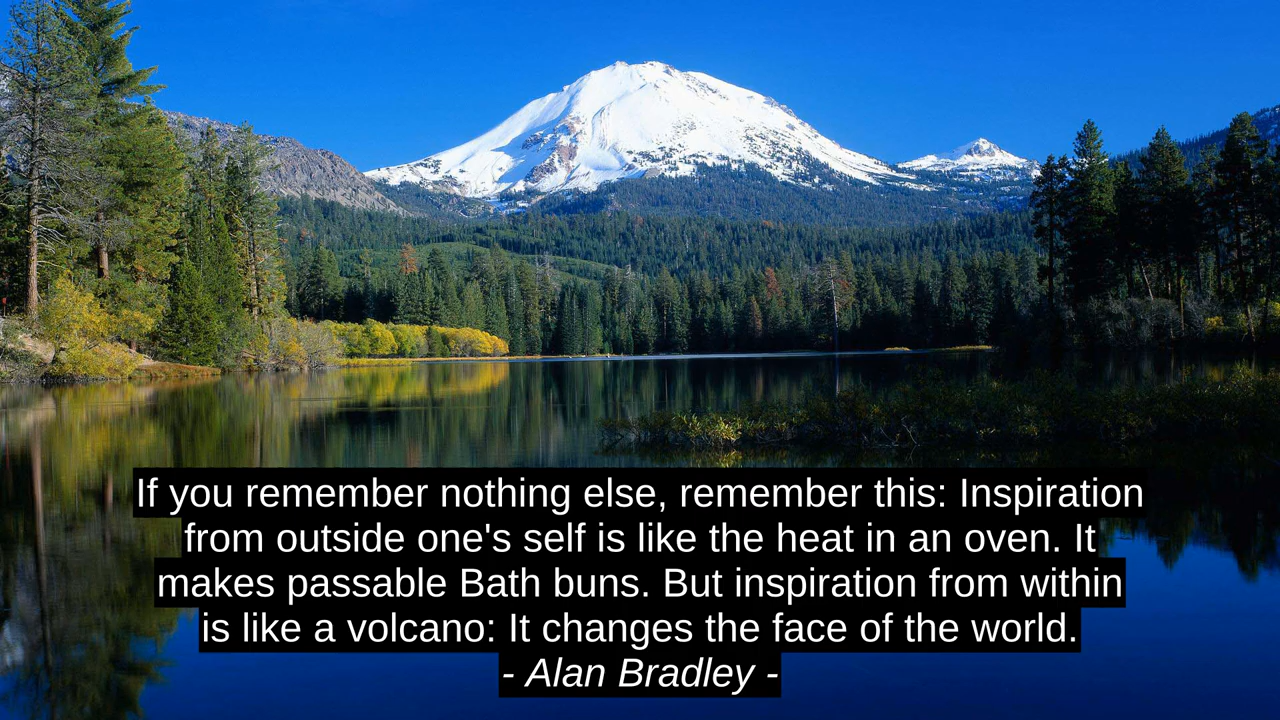 If you remember nothing else, remember this: Inspiration
from outside one's self is like the heat in an oven. It
makes passable Bath buns. But inspiration from within
is like a volcano: It changes the face of the world.
- Alan Bradley -